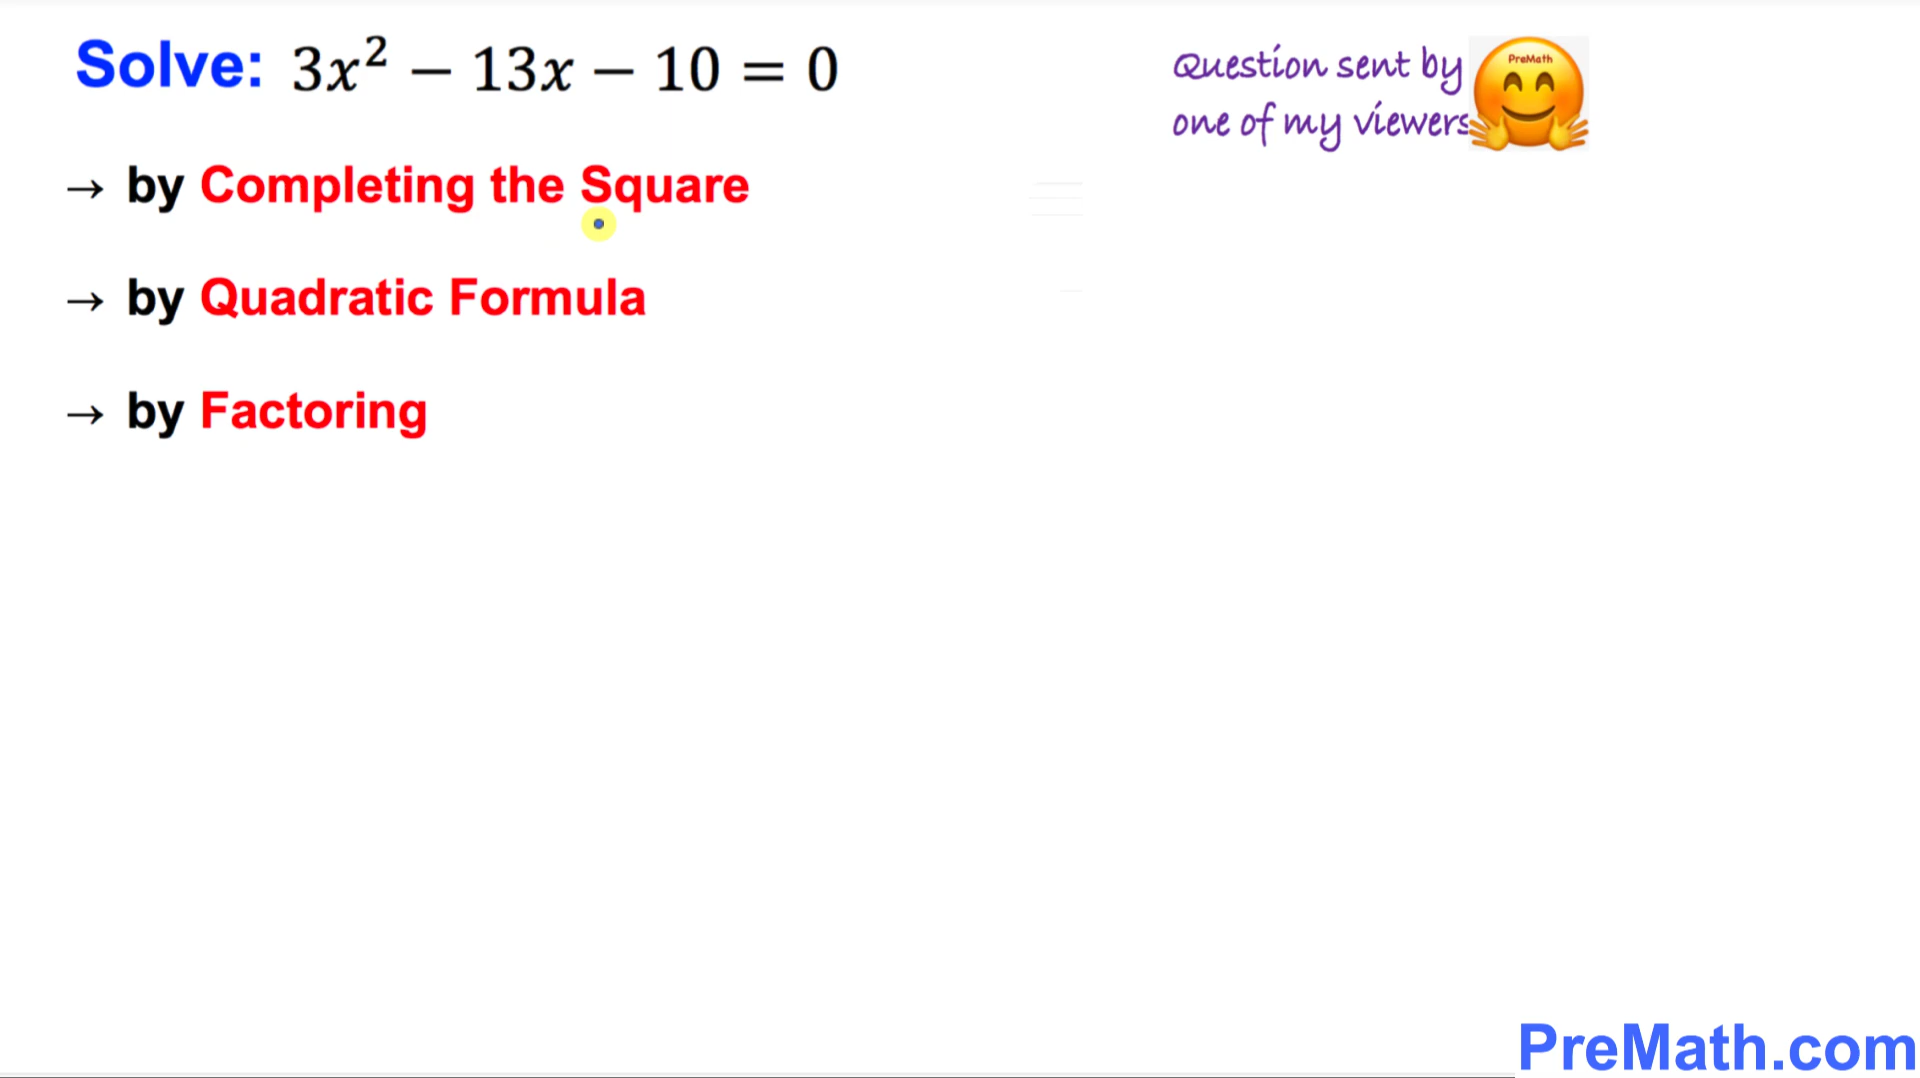 Solve: 3x² − 13x − 10 = 0
Question sent by
one of my viewers
PreMath
→ by Completing the Square
→ by Quadratic Formula
→ by Factoring
PreMath.com